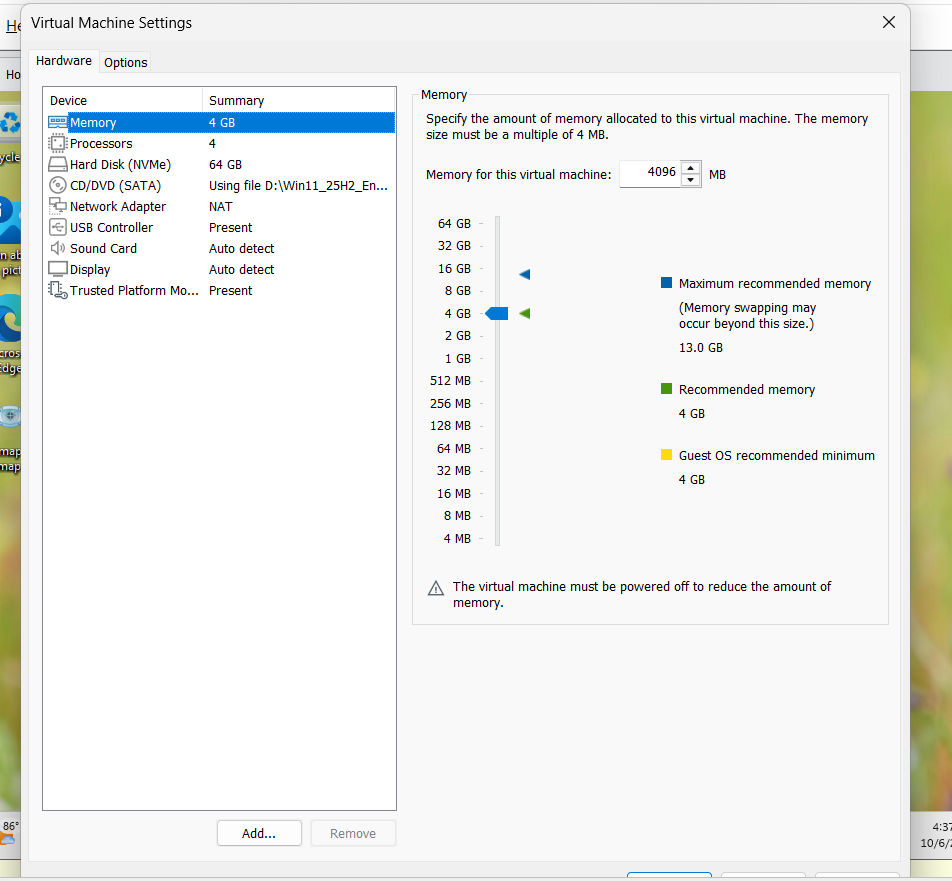 Virtual Machine Settings
He
Hardware
Options
Ho
Device Summary
Memory 4 GB
Processors 4
Hard Disk (NVMe) 64 GB
CD/DVD (SATA) Using file D:\Win11_25H2_En...
Network Adapter NAT
USB Controller Present
Sound Card Auto detect
Display Auto detect
Trusted Platform Mo... Present
Memory
Specify the amount of memory allocated to this virtual machine. The memory
size must be a multiple of 4 MB.
Memory for this virtual machine: 4096 MB
64 GB
32 GB
16 GB
8 GB
4 GB
2 GB
1 GB
512 MB
256 MB
128 MB
64 MB
32 MB
16 MB
8 MB
4 MB
Maximum recommended memory
(Memory swapping may
occur beyond this size.)
13.0 GB
Recommended memory
4 GB
Guest OS recommended minimum
4 GB
The virtual machine must be powered off to reduce the amount of
memory.
Add...
Remove
ycle
n ab
pict
cros
Edge
map
map
86°
4:37
10/6/2